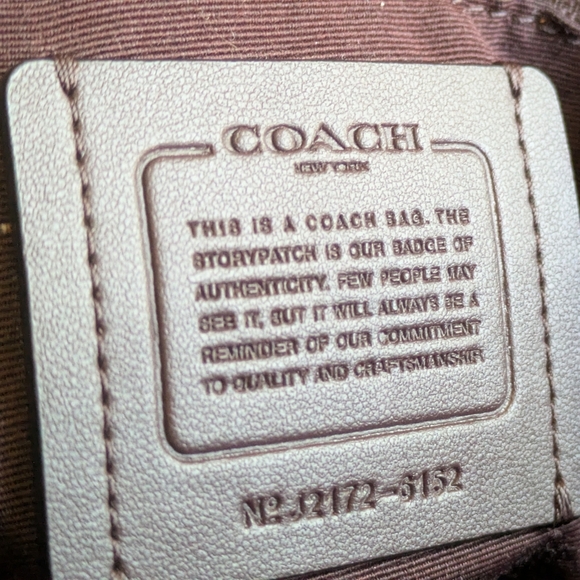 COACH
NEW YORK
THIS IS A COACH BAG. THE
STORYPATCH IS OUR BADGE OF
AUTHENTICITY. FEW PEOPLE MAY
SEE IT, BUT IT WILL ALWAYS BE A
REMINDER OF OUR COMMITMENT
TO QUALITY AND CRAFTSMANSHIP
Nº J2172-6152